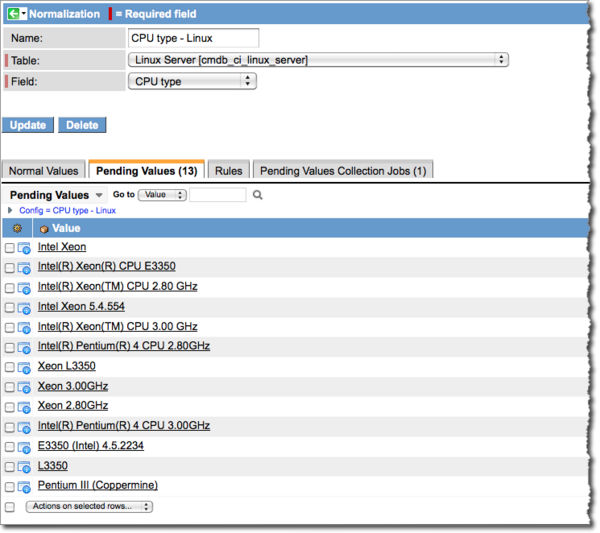 Normalization = Required field
Name: CPU type - Linux
Table: Linux Server [cmdb_ci_linux_server]
Field: CPU type
Update Delete
Normal Values Pending Values (13) Rules Pending Values Collection Jobs (1)
Pending Values Go to Value
Config = CPU type - Linux
Value
Intel Xeon
Intel(R) Xeon(R) CPU E3350
Intel(R) Xeon(TM) CPU 2.80 GHz
Intel Xeon 5.4.554
Intel(R) Xeon(TM) CPU 3.00 GHz
Intel(R) Pentium(R) 4 CPU 2.80GHz
Xeon L3350
Xeon 3.00GHz
Xeon 2.80GHz
Intel(R) Pentium(R) 4 CPU 3.00GHz
E3350 (Intel) 4.5.2234
L3350
Pentium III (Coppermine)
Actions on selected rows...